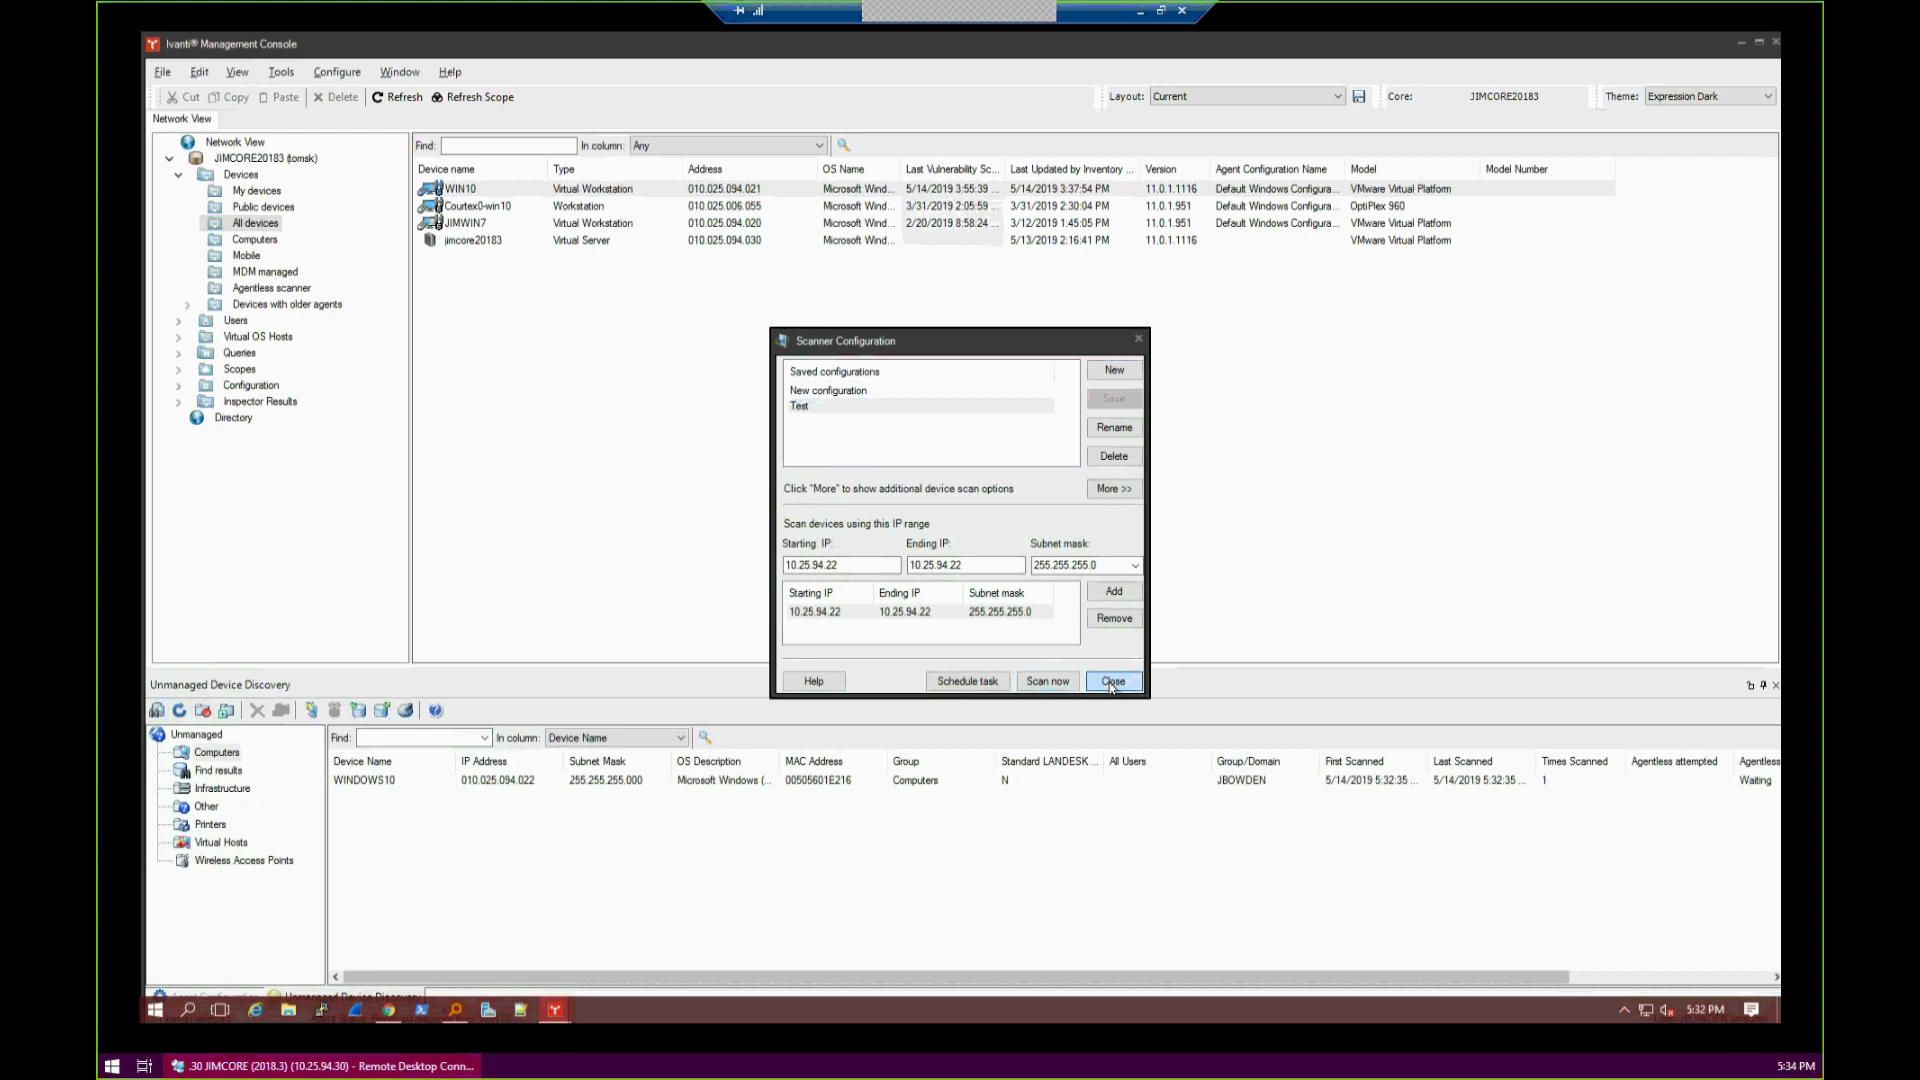 Ivanti® Management Console
File Edit View Tools Configure Window Help
Cut Copy Paste Delete Refresh Refresh Scope Layout: Current Core: JIMCORE20183 Theme: Expression Dark
Network View
Network View
JIMCORE20183 (tomsk)
Devices
My devices
Public devices
All devices
Computers
Mobile
MDM managed
Agentless scanner
Devices with older agents
Users
Virtual OS Hosts
Queries
Scopes
Configuration
Inspector Results
Directory
Find: In column: Any
Device name Type Address OS Name Last Vulnerability Sc... Last Updated by Inventory ... Version Agent Configuration Name Model Model Number
WIN10 Virtual Workstation 010.025.094.021 Microsoft Wind... 5/14/2019 3:55:39 ... 5/14/2019 3:37:54 PM 11.0.1.1116 Default Windows Configura... VMware Virtual Platform
Courtex0-win10 Workstation 010.025.006.055 Microsoft Wind... 3/31/2019 2:05:59 ... 3/31/2019 2:30:04 PM 11.0.1.951 Default Windows Configura... OptiPlex 960
JIMWIN7 Virtual Workstation 010.025.094.020 Microsoft Wind... 2/20/2019 8:58:24 ... 3/12/2019 1:45:05 PM 11.0.1.951 Default Windows Configura... VMware Virtual Platform
jimcore20183 Virtual Server 010.025.094.030 Microsoft Wind... 5/13/2019 2:16:41 PM 11.0.1.1116 VMware Virtual Platform
Scanner Configuration
Saved configurations
New configuration
Test
New
Save
Rename
Delete
Click "More" to show additional device scan options More >>
Scan devices using this IP range
Starting IP: Ending IP: Subnet mask:
10.25.94.22 10.25.94.22 255.255.255.0
Starting IP Ending IP Subnet mask
10.25.94.22 10.25.94.22 255.255.255.0
Add
Remove
Help Schedule task Scan now Close
Unmanaged Device Discovery
Unmanaged
Computers
Find results
Infrastructure
Other
Printers
Virtual Hosts
Wireless Access Points
Find: In column: Device Name
Device Name IP Address Subnet Mask OS Description MAC Address Group Standard LANDESK ... All Users Group/Domain First Scanned Last Scanned Times Scanned Agentless attempted Agentless
WINDOWS10 010.025.094.022 255.255.255.000 Microsoft Windows (... 00505601E216 Computers N JBOWDEN 5/14/2019 5:32:35 ... 5/14/2019 5:32:35 ... 1 Waiting
Unmanaged Device Discovery
5:32 PM
.30 JIMCORE (2018.3) (10.25.94.30) - Remote Desktop Conn...
5:34 PM